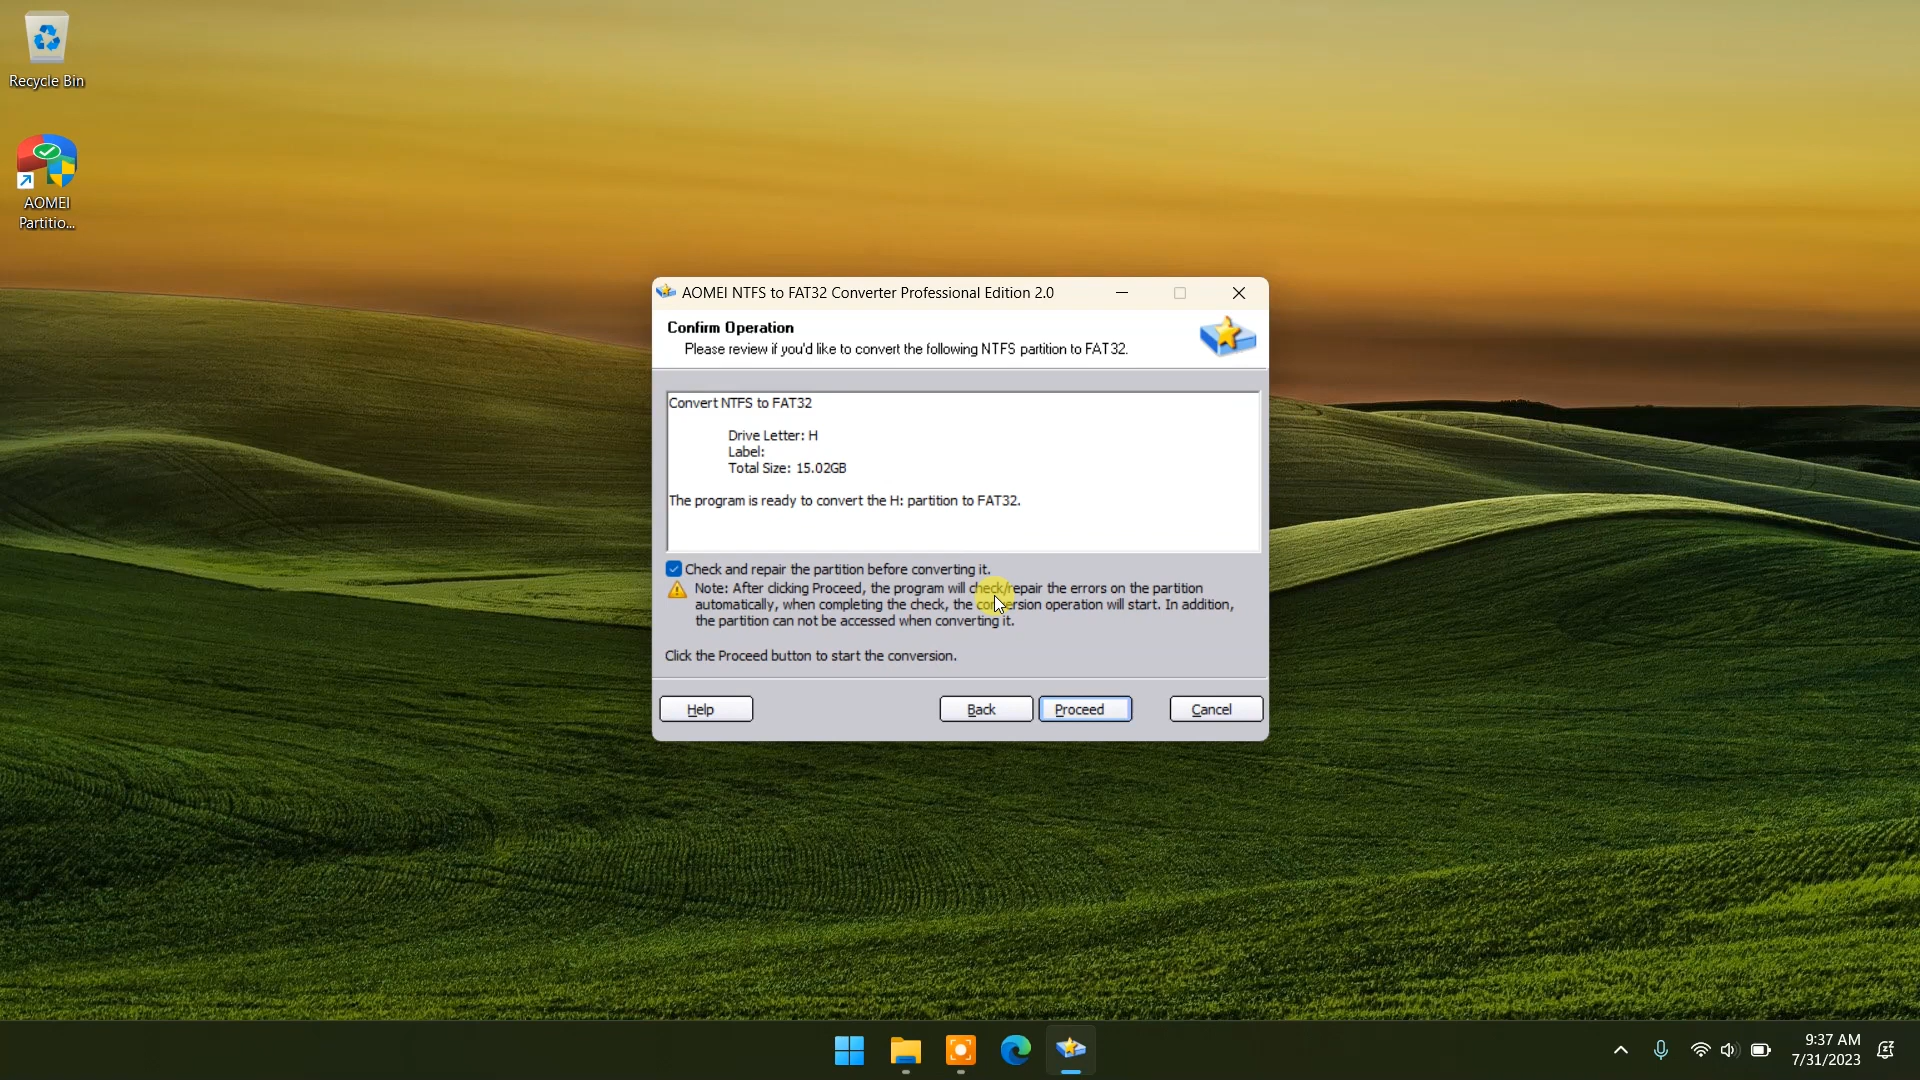 Recycle Bin
AOMEI
Partitio...
AOMEI NTFS to FAT32 Converter Professional Edition 2.0
Confirm Operation
Please review if you'd like to convert the following NTFS partition to FAT32.
Convert NTFS to FAT32
Drive Letter: H
Label:
Total Size: 15.02GB
The program is ready to convert the H: partition to FAT32.
Check and repair the partition before converting it.
Note: After clicking Proceed, the program will check/repair the errors on the partition
automatically, when completing the check, the conversion operation will start. In addition,
the partition can not be accessed when converting it.
Click the Proceed button to start the conversion.
Help
Back
Proceed
Cancel
9:37 AM
7/31/2023